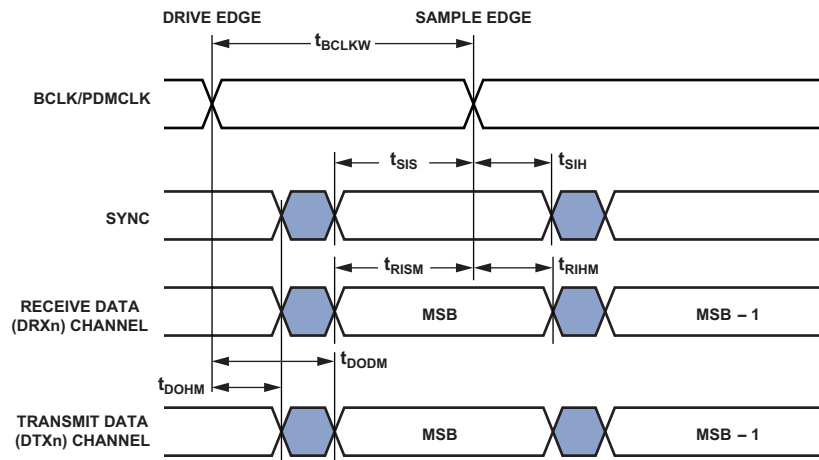 DRIVE EDGE
SAMPLE EDGE
tBCLKW
BCLK/PDMCLK
tSIS
tSIH
SYNC
tRISM
tRIHM
RECEIVE DATA
(DRXn) CHANNEL
MSB
MSB – 1
tDODM
tDOHM
TRANSMIT DATA
(DTXn) CHANNEL
MSB
MSB – 1